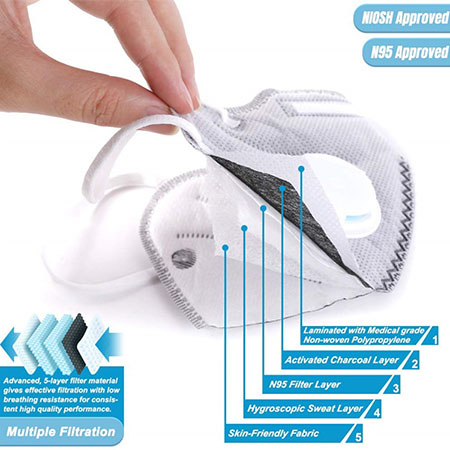 NIOSH Approved
N95 Approved
Laminated with Medical grade
Non-woven Polypropylene
1
Activated Charcoal Layer
2
N95 Filter Layer
3
Hygroscopic Sweat Layer
4
Skin-Friendly Fabric
5
Advanced, 5-layer filter material
gives effective filtration with low
breathing resistance for consis-
tent high quality performance.
Multiple Filtration